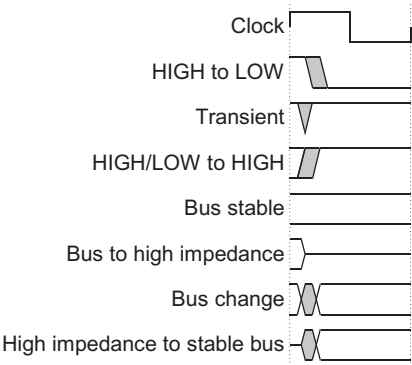 Clock
HIGH to LOW
Transient
HIGH/LOW to HIGH
Bus stable
Bus to high impedance
Bus change
High impedance to stable bus